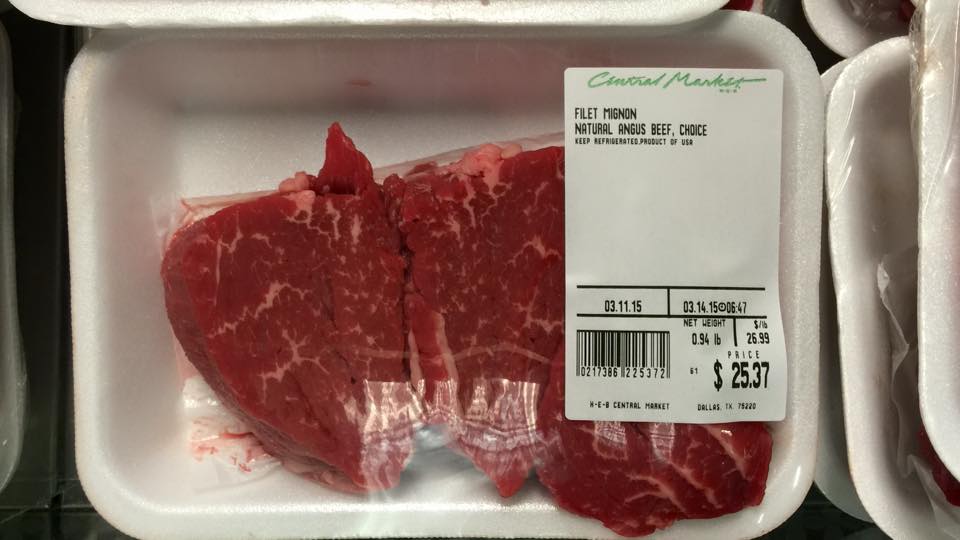 Central Market
H-E-B
FILET MIGNON
NATURAL ANGUS BEEF, CHOICE
KEEP REFRIGERATED.PRODUCT OF USA
03.11.15 03.14.15⊙06:47
NET WEIGHT $/lb
0.94 lb 26.99
PRICE
61 $ 25.37
0217386 225372
H-E-B CENTRAL MARKET DALLAS, TX. 75220